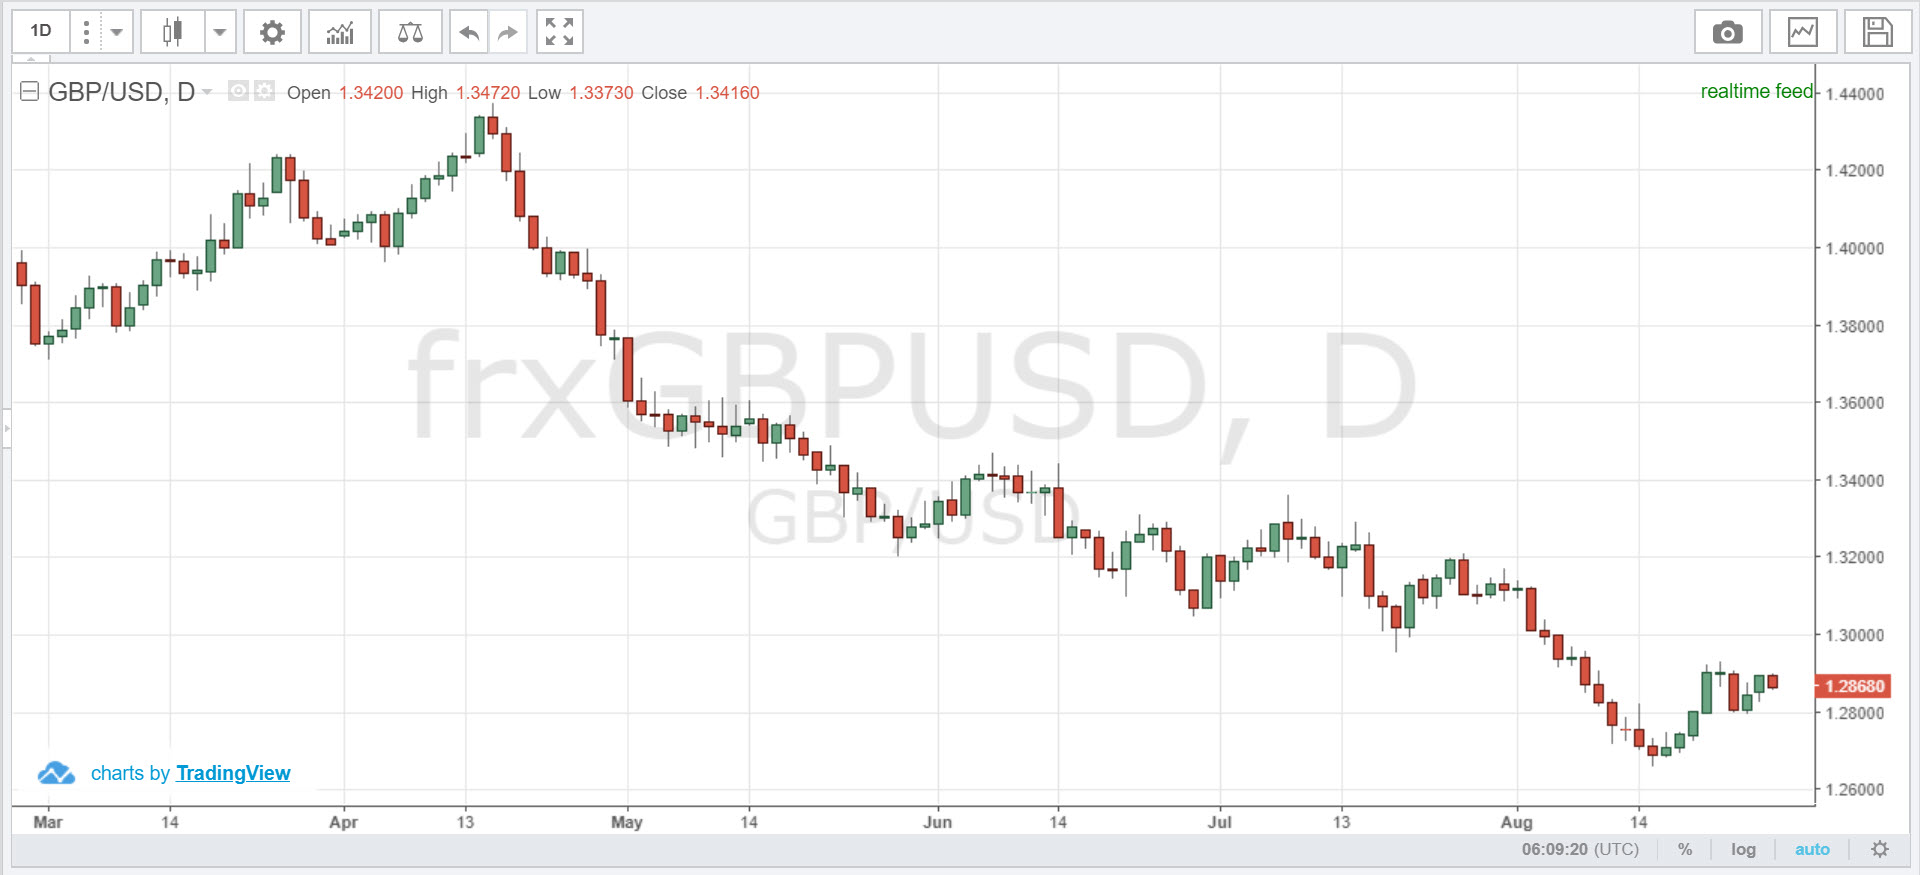 1D
GBP/USD, D Open 1.34200 High 1.34720 Low 1.33730 Close 1.34160
realtime feed
1.44000
1.42000
1.40000
1.38000
1.36000
1.34000
1.32000
1.30000
1.28680
1.28000
1.26000
frxGBPUSD, D
GBP/USD
charts by TradingView
Mar 14 Apr 13 May 14 Jun 14 Jul 13 Aug 14
06:09:20 (UTC) % log auto